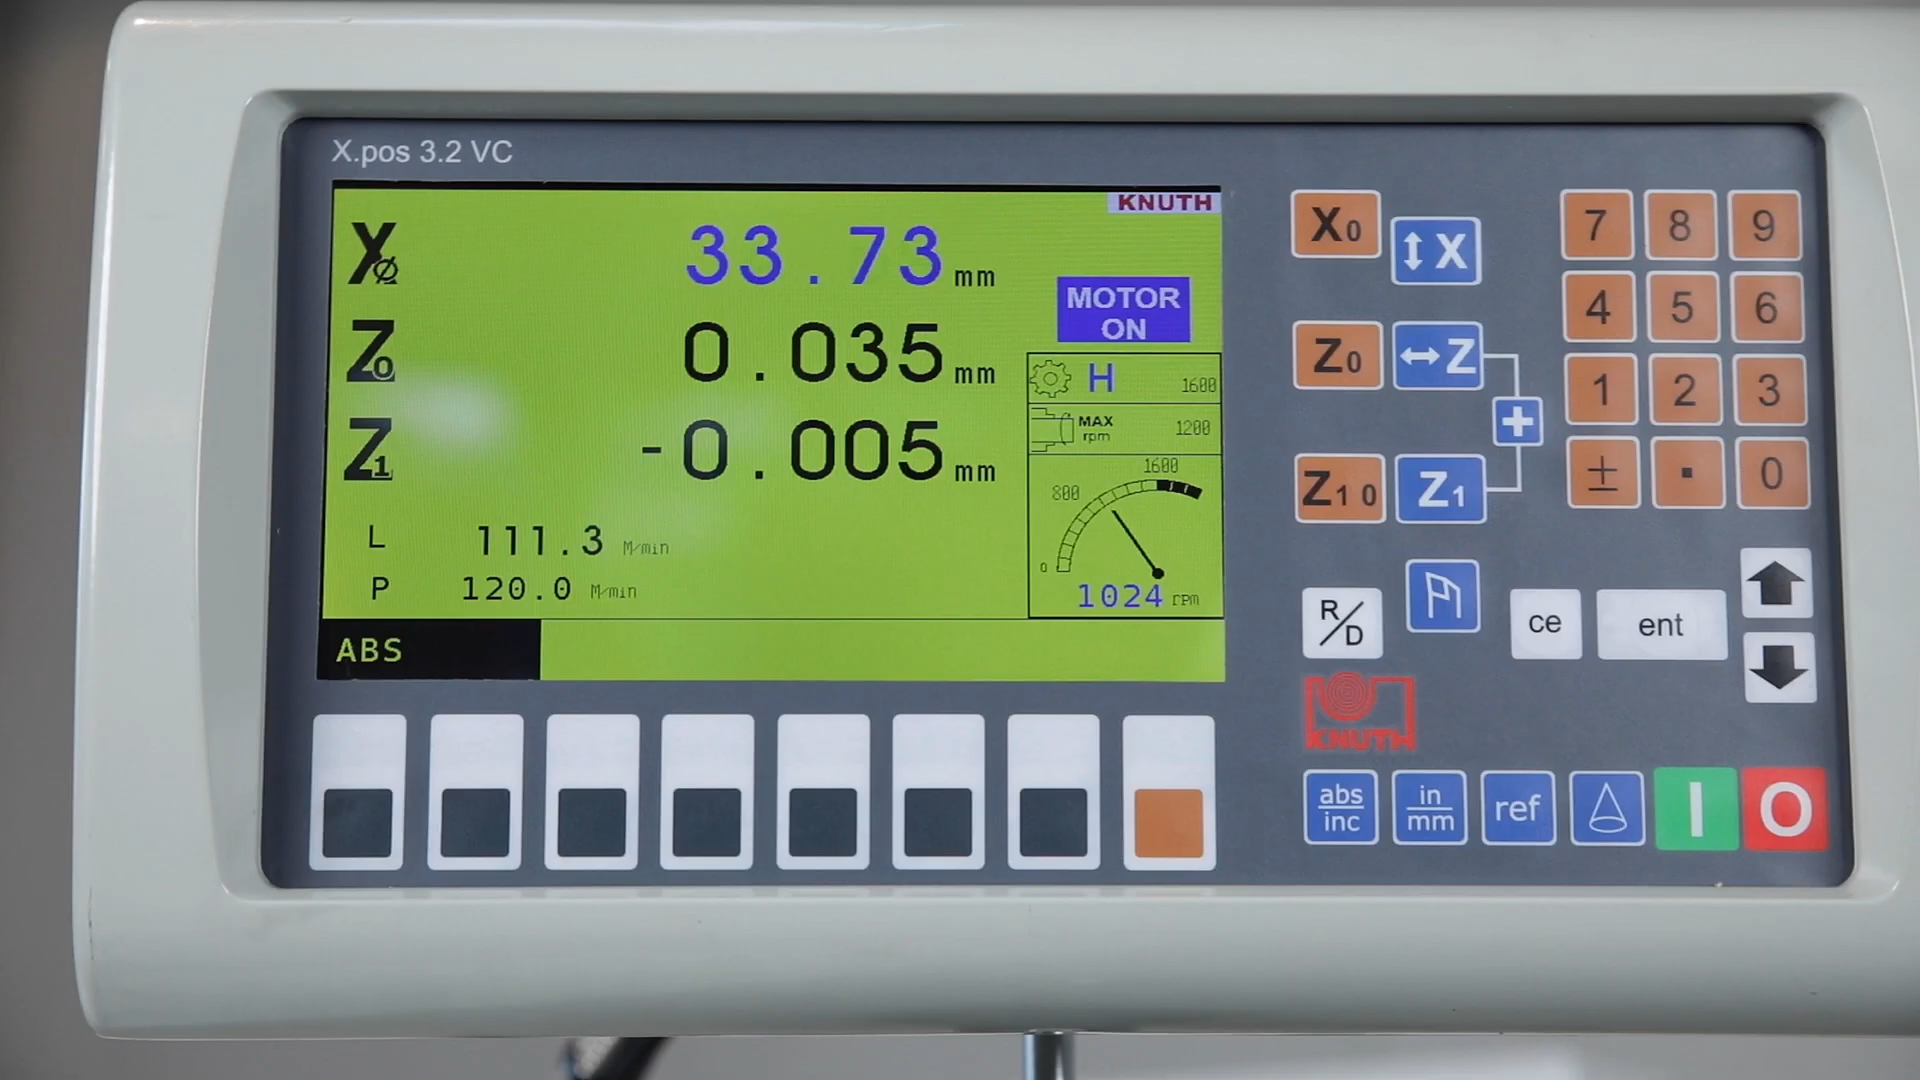 X.pos 3.2 VC
KNUTH
X∅ 33.73 mm
MOTOR
ON
Z0 0.035 mm
H 1600
MAX
rpm
1200
Z1 -0.005 mm
1600
800
0
L 111.3 M/min
P 120.0 M/min
1024 rpm
ABS
X0
X
7 8 9
Z0
Z
4 5 6
+
1 2 3
Z1 0
Z1
± . 0
R/D
ce
ent
KNUTH
abs
inc
in
mm
ref
I
O